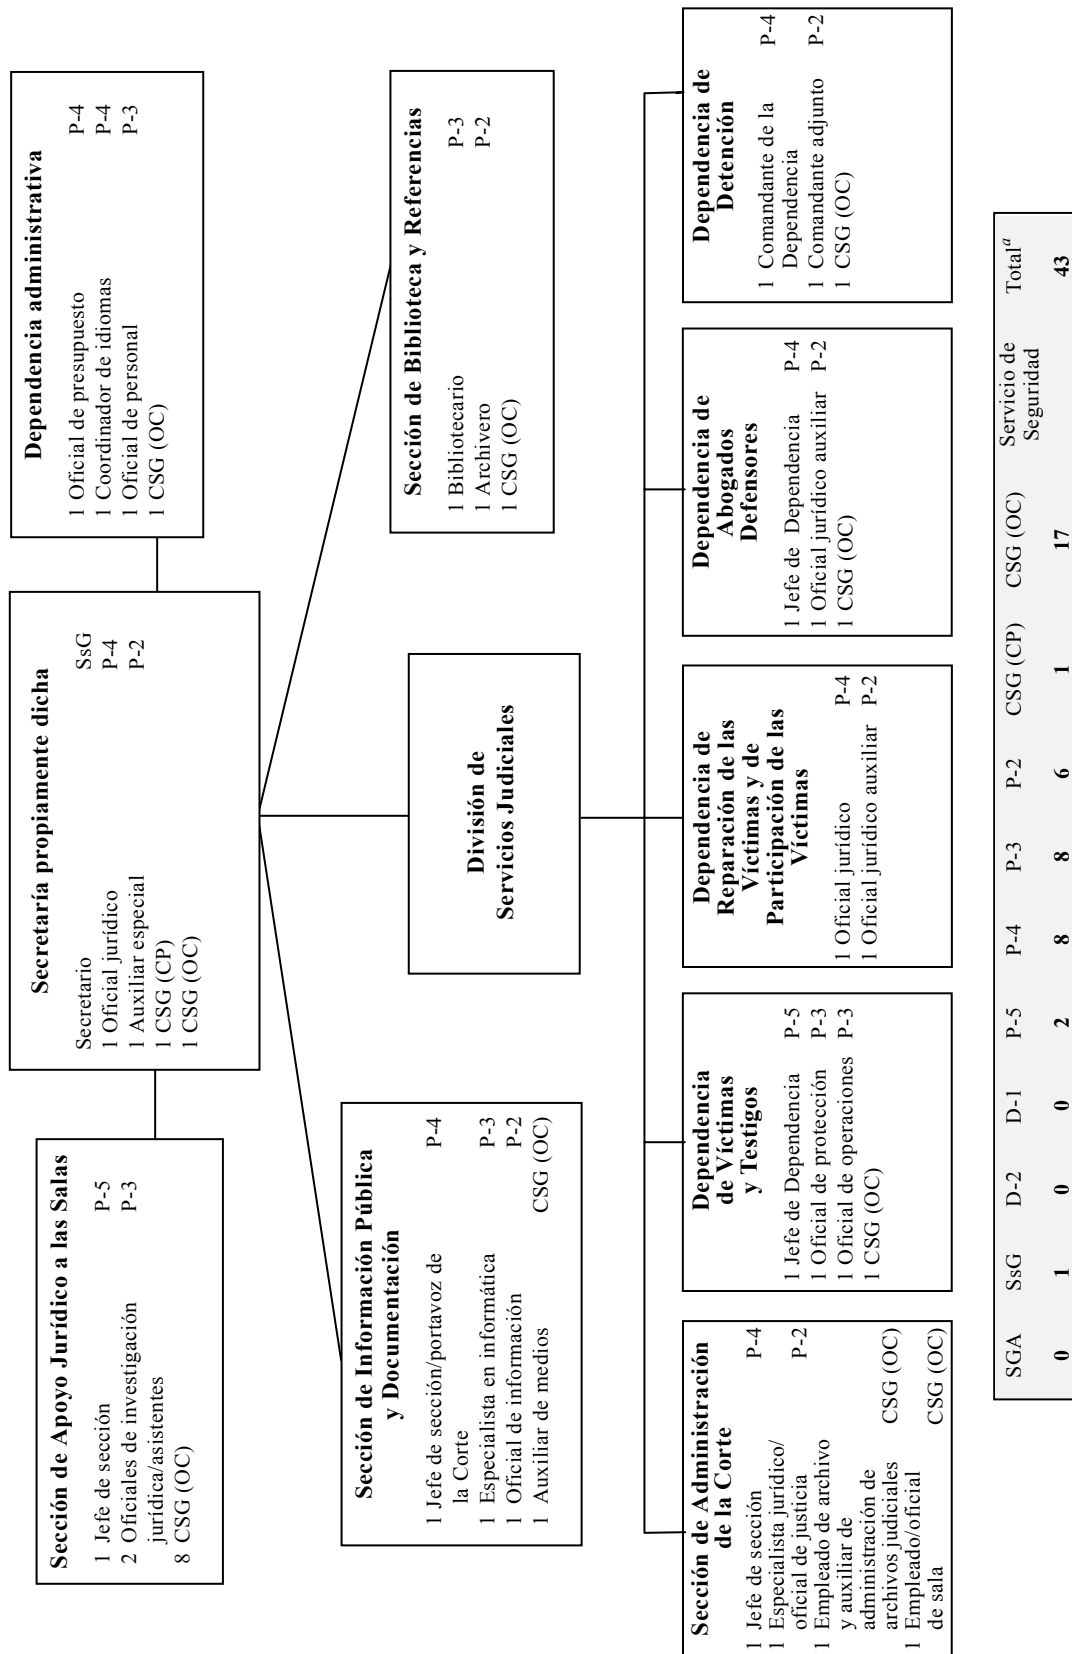 Sección de Apoyo Jurídico a las Salas
1 Jefe de sección P-5
2 Oficiales de investigación P-3
jurídica/asistentes
8 CSG (OC)
Secretaría propiamente dicha
Secretario SsG
1 Oficial jurídico P-4
1 Auxiliar especial P-2
1 CSG (CP)
1 CSG (OC)
Dependencia administrativa
1 Oficial de presupuesto P-4
1 Coordinador de idiomas P-4
1 Oficial de personal P-3
1 CSG (OC)
Sección de Información Pública
y Documentación
1 Jefe de sección/portavoz de P-4
la Corte
1 Especialista en informática P-3
1 Oficial de información P-2
1 Auxiliar de medios CSG (OC)
División de
Servicios Judiciales
Sección de Biblioteca y Referencias
1 Bibliotecario P-3
1 Archivero P-2
1 CSG (OC)
Sección de Administración
de la Corte
1 Jefe de sección P-4
1 Especialista jurídico/ P-2
oficial de justicia
1 Empleado de archivo
y auxiliar de
administración de
archivos judiciales CSG (OC)
1 Empleado/oficial
de sala CSG (OC)
Dependencia
de Víctimas
y Testigos
1 Jefe de Dependencia P-5
1 Oficial de protección P-3
1 Oficial de operaciones P-3
1 CSG (OC)
Dependencia de
Reparación de las
Víctimas y de
Participación de las
Víctimas
1 Oficial jurídico P-4
1 Oficial jurídico auxiliar P-2
Dependencia de
Abogados
Defensores
1 Jefe de Dependencia P-4
1 Oficial jurídico auxiliar P-2
1 CSG (OC)
Dependencia de
Detención
1 Comandante de la P-4
Dependencia
1 Comandante adjunto P-2
1 CSG (OC)
SGA SsG D-2 D-1 P-5 P-4 P-3 P-2 CSG (CP) CSG (OC) Servicio de Seguridad Total a
0 1 0 0 2 8 8 6 1 17 43